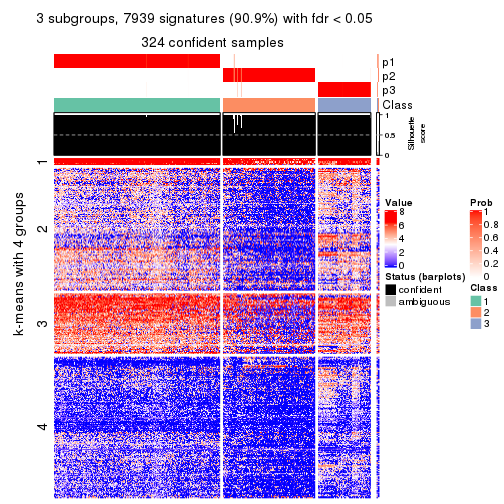 3 subgroups, 7939 signatures (90.9%) with fdr < 0.05
324 confident samples
p1
p2
p3
Class
1
0.5
0
Silhouette
score
k-means with 4 groups
1
2
3
4
Value
8
6
4
2
0
Status (barplots)
confident
ambiguous
Prob
1
0.8
0.6
0.4
0.2
0
Class
1
2
3